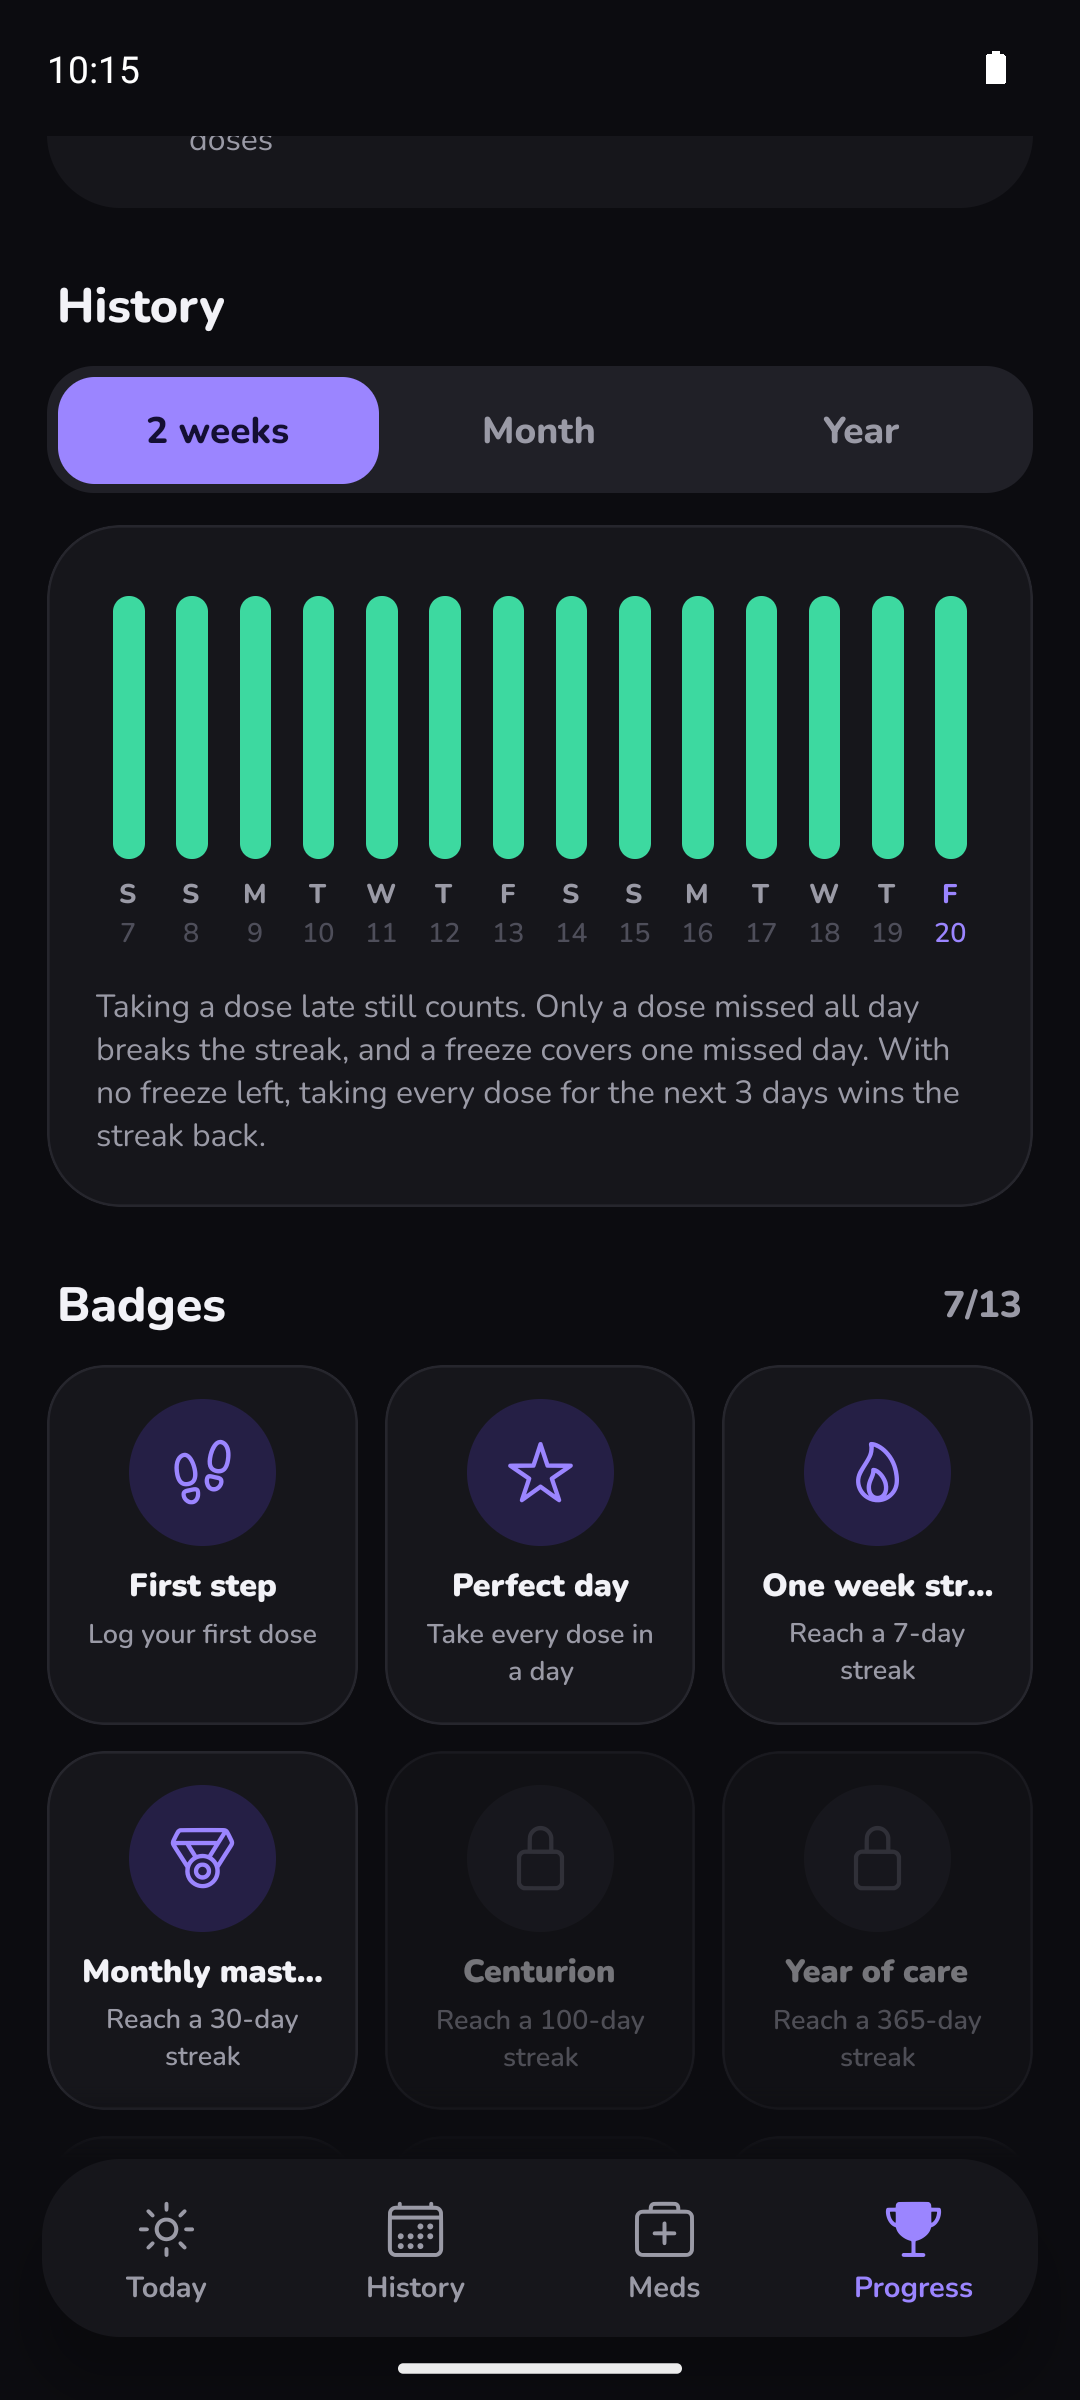 10:15
doses
History
2 weeks
Month
Year
S S M T W T F S S M T W T F
7 8 9 10 11 12 13 14 15 16 17 18 19 20
Taking a dose late still counts. Only a dose missed all day
breaks the streak, and a freeze covers one missed day. With
no freeze left, taking every dose for the next 3 days wins the
streak back.
Badges
7/13
First step
Log your first dose
Perfect day
Take every dose in
a day
One week str...
Reach a 7-day
streak
Monthly mast...
Reach a 30-day
streak
Centurion
Reach a 100-day
streak
Year of care
Reach a 365-day
streak
Today
History
Meds
Progress